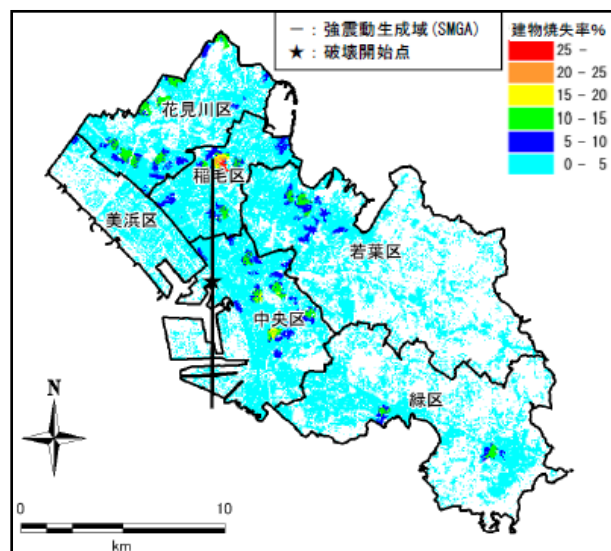 －：強震動生成域(SMGA)
★：破壊開始点
建物焼失率%
25 -
20 - 25
15 - 20
10 - 15
5 - 10
0 - 5
花見川区
稲毛区
美浜区
若葉区
中央区
緑区
N
0 10
km